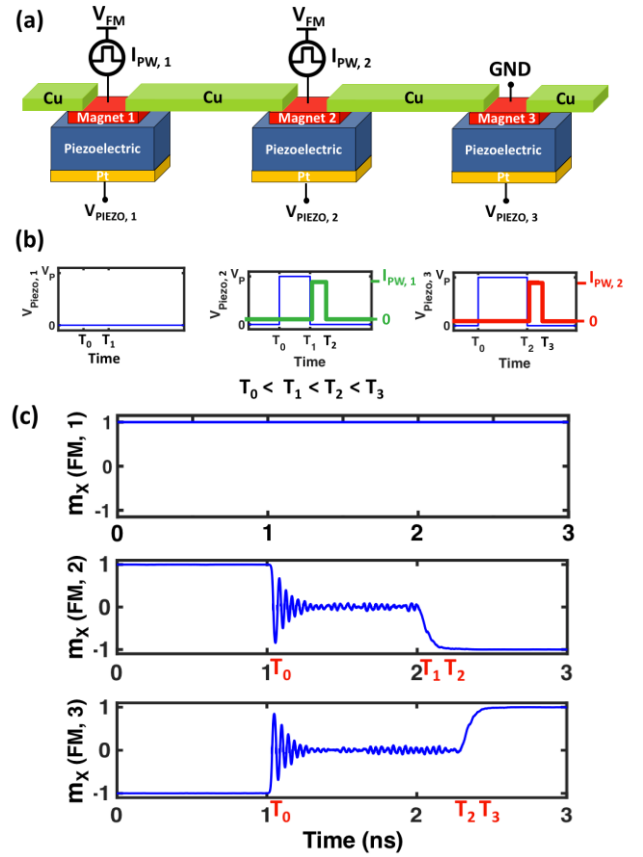 (a)
V_FM V_FM
I_PW, 1 I_PW, 2 GND
Cu Cu Cu Cu
Magnet 1 Magnet 2 Magnet 3
Piezoelectric Piezoelectric Piezoelectric
Pt Pt Pt
V_PIEZO, 1 V_PIEZO, 2 V_PIEZO, 3
(b)
V_Piezo, 1 V_P 0 T_0 T_1 Time
V_Piezo, 2 V_P 0 T_0 T_1 T_2 Time I_PW, 1 0
V_Piezo, 3 V_P 0 T_0 T_2 T_3 Time I_PW, 2 0
T_0 < T_1 < T_2 < T_3
(c)
m_X (FM, 1)
1
0
-1
0 1 2 3
m_X (FM, 2)
1
0
-1
0 1 2 3
T_0 T_1 T_2
m_X (FM, 3)
1
0
-1
0 1 2 3
T_0 T_2 T_3
Time (ns)